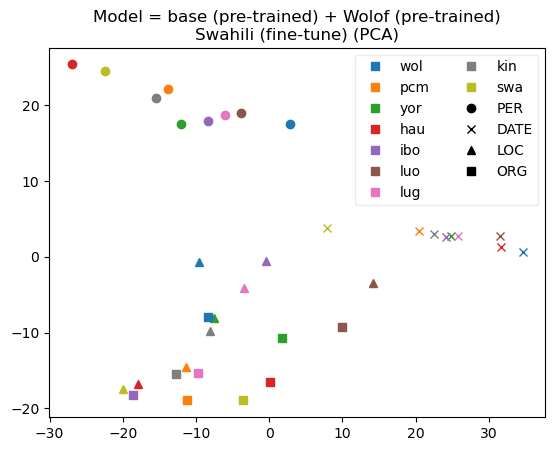 Model = base (pre-trained) + Wolof (pre-trained)
Swahili (fine-tune) (PCA)
wol kin
pcm swa
yor PER
hau DATE
ibo LOC
luo ORG
lug
20
10
0
−10
−20
−30 −20 −10 0 10 20 30